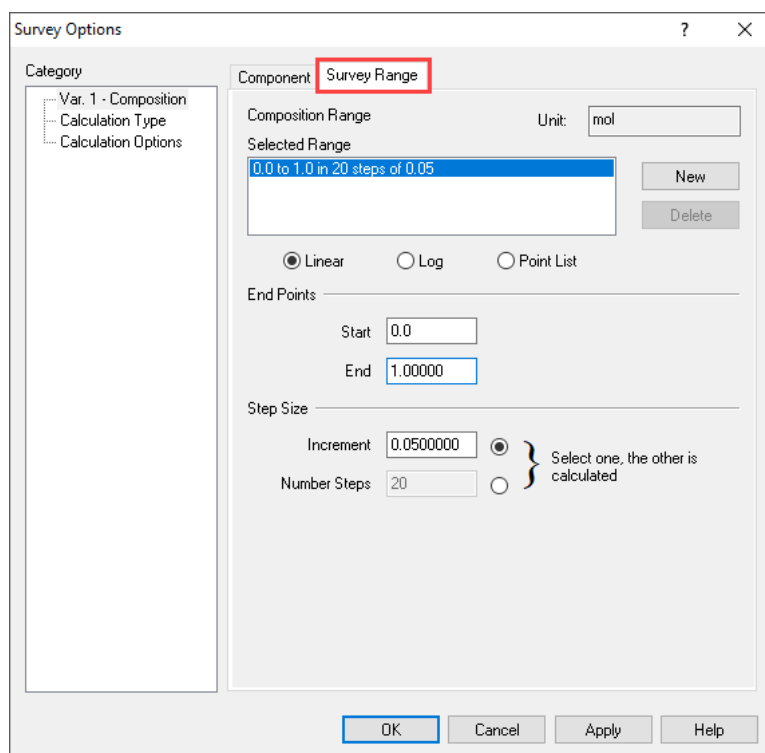 Survey Options
?
Category
Var. 1 - Composition
Calculation Type
Calculation Options
Component
Survey Range
Composition Range
Unit:
mol
Selected Range
0.0 to 1.0 in 20 steps of 0.05
New
Delete
Linear
Log
Point List
End Points
Start
0.0
End
1.00000
Step Size
Increment
0.0500000
Number Steps
20
Select one, the other is
calculated
OK
Cancel
Apply
Help